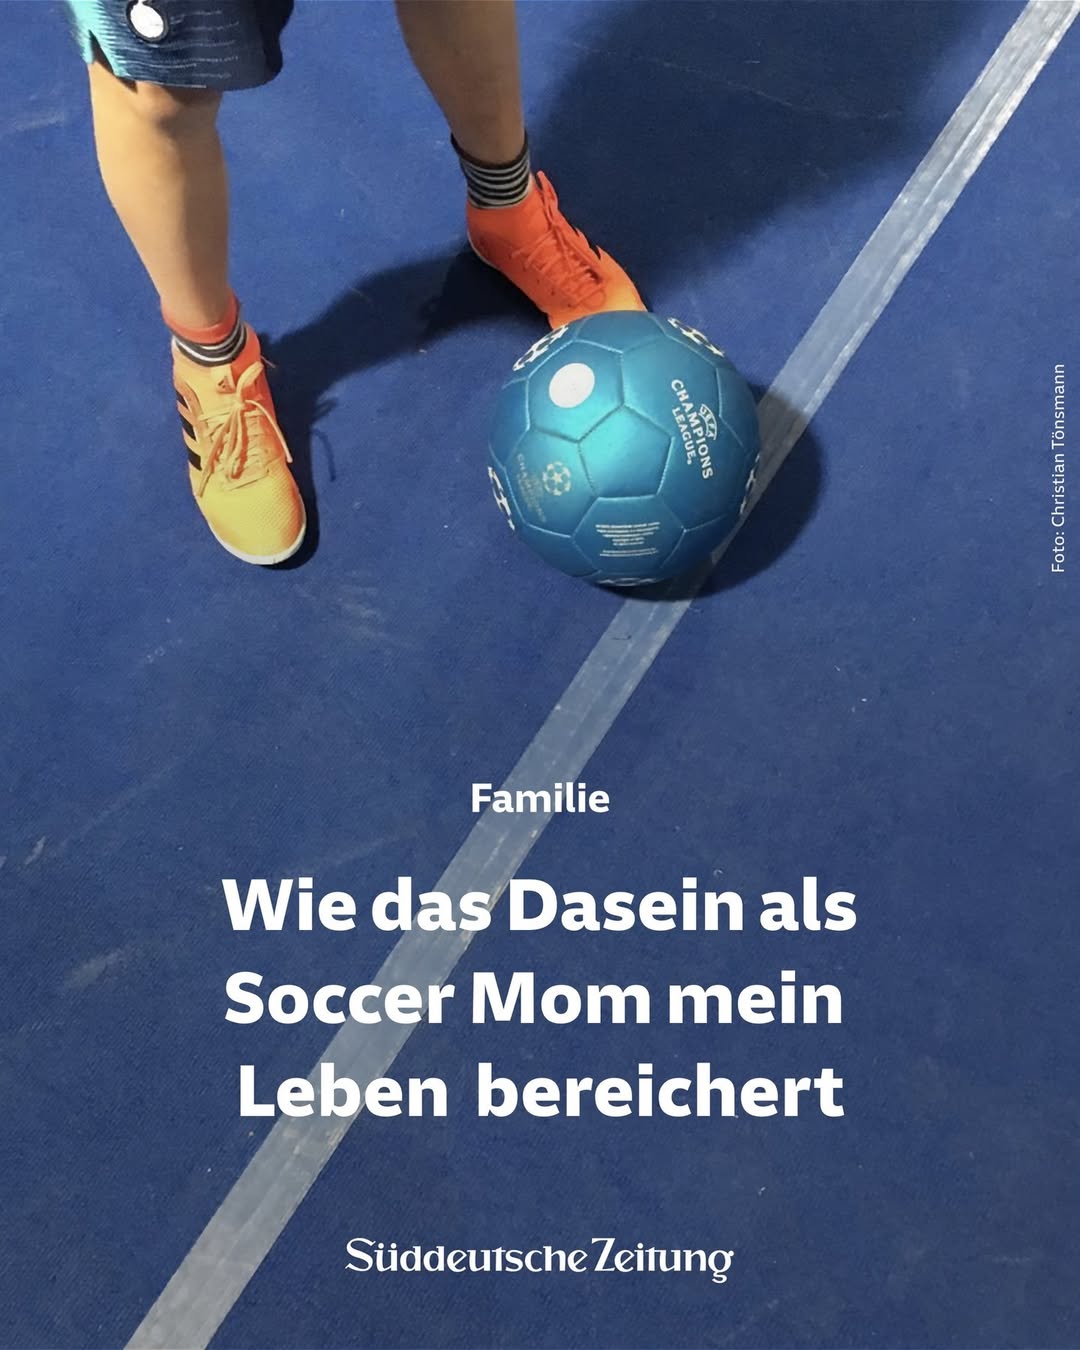 UEFA
CHAMPIONS
LEAGUE.
Foto: Christian Tönsmann
Familie
Wie das Dasein als
Soccer Mom mein
Leben bereichert
Süddeutsche Zeitung